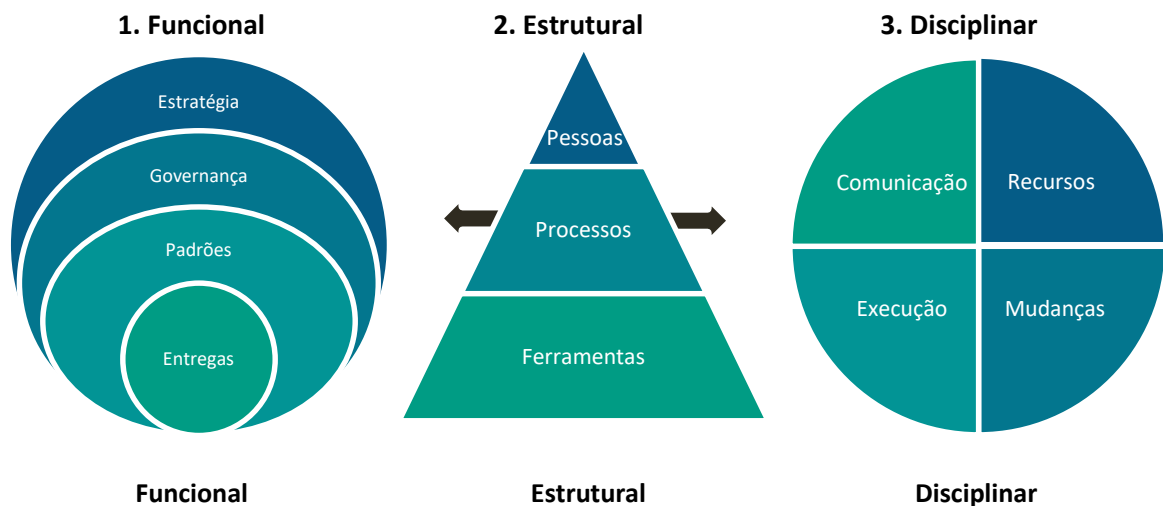 1. Funcional
2. Estrutural
3. Disciplinar
Estratégia
Governança
Padrões
Entregas
Pessoas
Processos
Ferramentas
Comunicação
Recursos
Execução
Mudanças
Funcional
Estrutural
Disciplinar